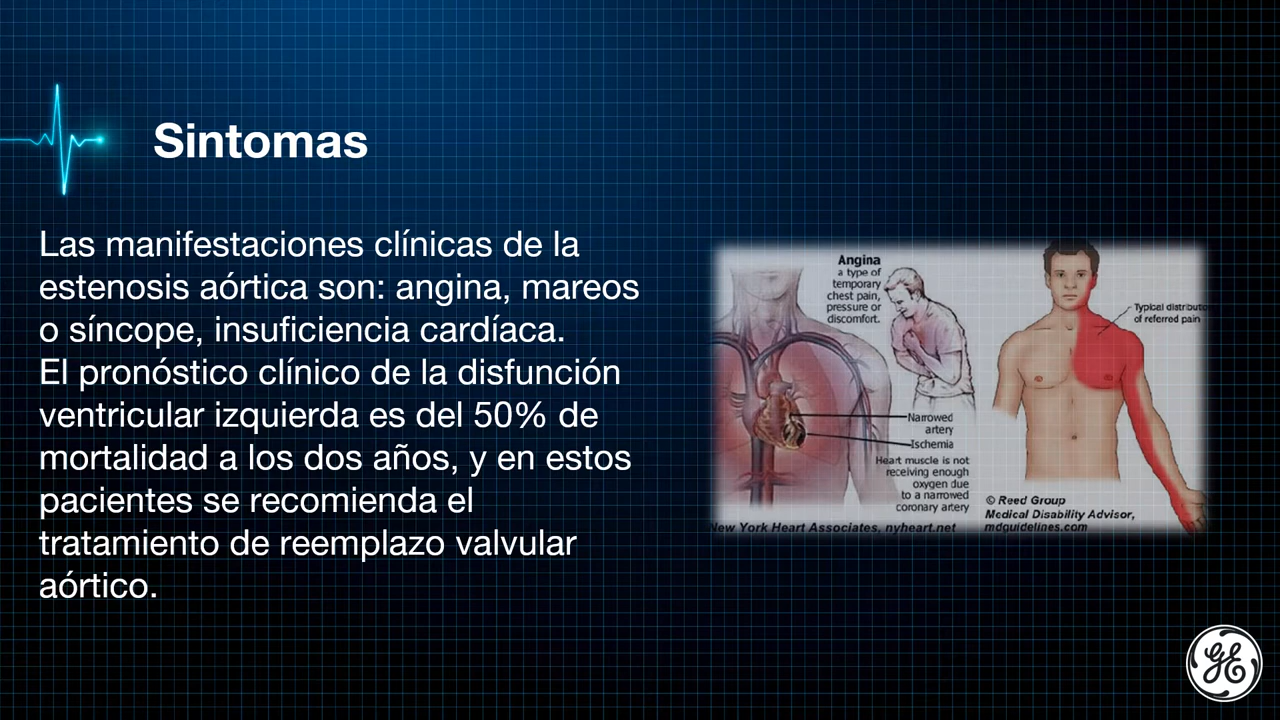 Sintomas
Las manifestaciones clínicas de la
estenosis aórtica son: angina, mareos
o síncope, insuficiencia cardíaca.
El pronóstico clínico de la disfunción
ventricular izquierda es del 50% de
mortalidad a los dos años, y en estos
pacientes se recomienda el
tratamiento de reemplazo valvular
aórtico.
Angina
a type of
temporary
chest pain,
pressure or
discomfort.
Narrowed
artery
Ischemia
Heart muscle is not
receiving enough
oxygen due
to a narrowed
coronary artery
New York Heart Associates, nyheart.net
Typical
of referred pain
© Reed Group
Medical Disability Advisor,
mdguidelines.com
GE